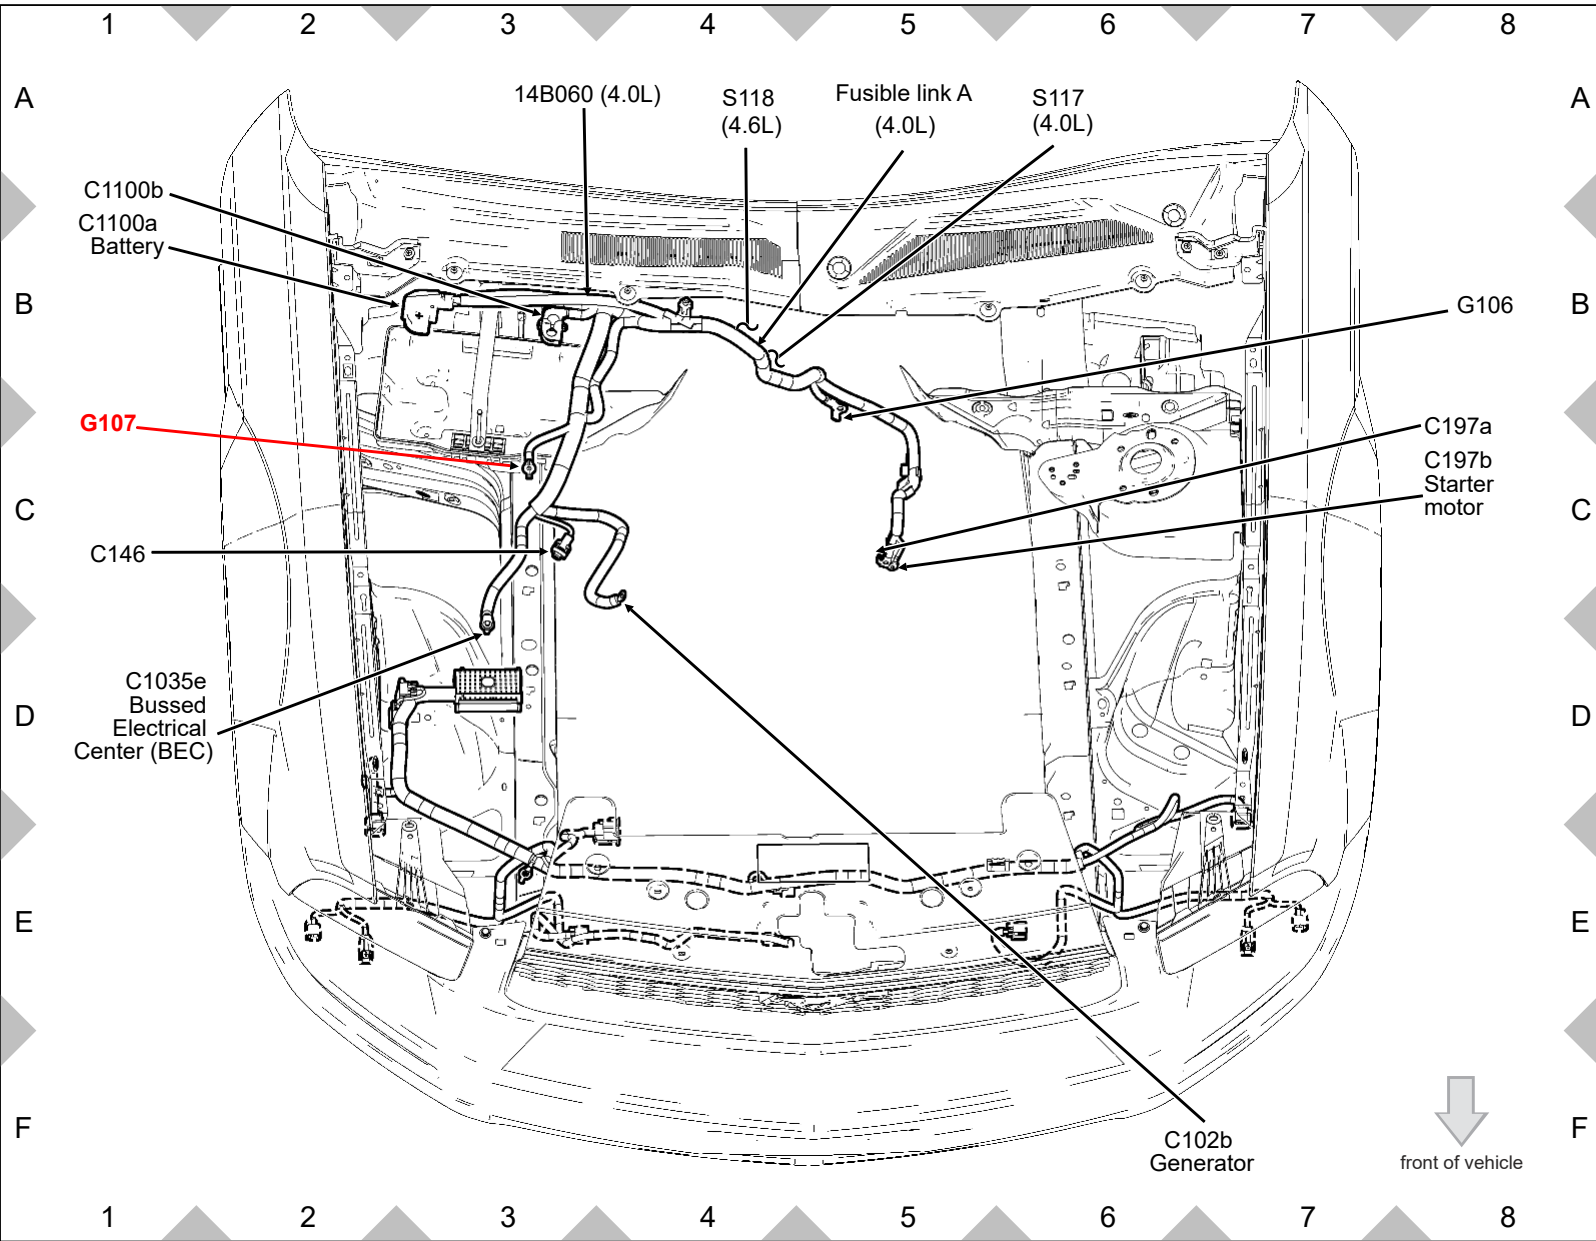 1 2 3 4 5 6 7 8
A A
14B060 (4.0L)
S118
(4.6L)
Fusible link A
(4.0L)
S117
(4.0L)
C1100b
C1100a
Battery
B B
G106
G107
C197a
C197b
Starter
motor
C C
C146
C1035e
Bussed
Electrical
Center (BEC)
D D
E E
F F
C102b
Generator
front of vehicle
1 2 3 4 5 6 7 8